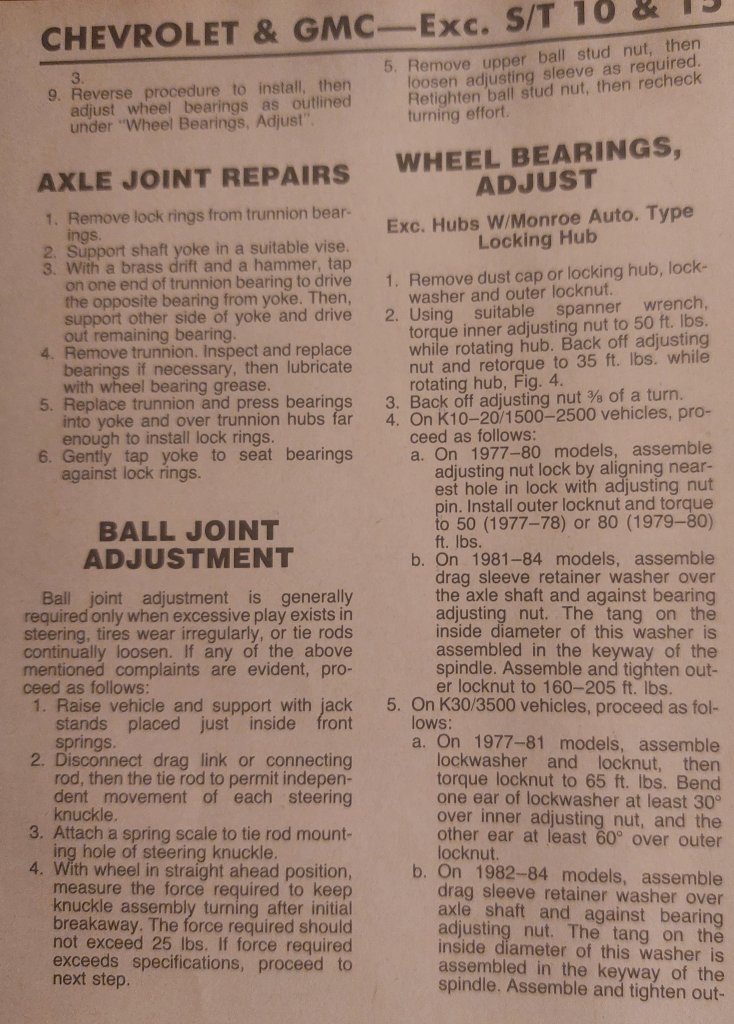 CHEVROLET & GMC—Exc. S/T 10 & 15
3.
9. Reverse procedure to install, then
adjust wheel bearings as outlined
under "Wheel Bearings, Adjust".
AXLE JOINT REPAIRS
1. Remove lock rings from trunnion bear-
ings.
2. Support shaft yoke in a suitable vise.
3. With a brass drift and a hammer, tap
on one end of trunnion bearing to drive
the opposite bearing from yoke. Then,
support other side of yoke and drive
out remaining bearing.
4. Remove trunnion. Inspect and replace
bearings if necessary, then lubricate
with wheel bearing grease.
5. Replace trunnion and press bearings
into yoke and over trunnion hubs far
enough to install lock rings.
6. Gently tap yoke to seat bearings
against lock rings.
BALL JOINT
ADJUSTMENT
Ball joint adjustment is generally
required only when excessive play exists in
steering, tires wear irregularly, or tie rods
continually loosen. If any of the above
mentioned complaints are evident, pro-
ceed as follows:
1. Raise vehicle and support with jack
stands placed just inside front
springs.
2. Disconnect drag link or connecting
rod, then the tie rod to permit indepen-
dent movement of each steering
knuckle.
3. Attach a spring scale to tie rod mount-
ing hole of steering knuckle.
4. With wheel in straight ahead position,
measure the force required to keep
knuckle assembly turning after initial
breakaway. The force required should
not exceed 25 lbs. If force required
exceeds specifications, proceed to
next step.
5. Remove upper ball stud nut, then
loosen adjusting sleeve as required.
Retighten ball stud nut, then recheck
turning effort.
WHEEL BEARINGS,
ADJUST
Exc. Hubs W/Monroe Auto. Type
Locking Hub
1. Remove dust cap or locking hub, lock-
washer and outer locknut.
2. Using suitable spanner wrench,
torque inner adjusting nut to 50 ft. lbs.
while rotating hub. Back off adjusting
nut and retorque to 35 ft. lbs. while
rotating hub, Fig. 4.
3. Back off adjusting nut ⅜ of a turn.
4. On K10–20/1500–2500 vehicles, pro-
ceed as follows:
a. On 1977–80 models, assemble
adjusting nut lock by aligning near-
est hole in lock with adjusting nut
pin. Install outer locknut and torque
to 50 (1977–78) or 80 (1979–80)
ft. lbs.
b. On 1981–84 models, assemble
drag sleeve retainer washer over
the axle shaft and against bearing
adjusting nut. The tang on the
inside diameter of this washer is
assembled in the keyway of the
spindle. Assemble and tighten out-
er locknut to 160–205 ft. lbs.
5. On K30/3500 vehicles, proceed as fol-
lows:
a. On 1977–81 models, assemble
lockwasher and locknut, then
torque locknut to 65 ft. lbs. Bend
one ear of lockwasher at least 30°
over inner adjusting nut, and the
other ear at least 60° over outer
locknut.
b. On 1982–84 models, assemble
drag sleeve retainer washer over
axle shaft and against bearing
adjusting nut. The tang on the
inside diameter of this washer is
assembled in the keyway of the
spindle. Assemble and tighten out-